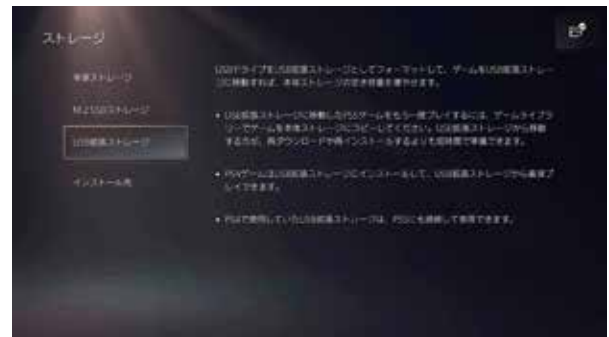 ストレージ
本体ストレージ
M.2 SSDストレージ
USB拡張ストレージ
インストール先
USBドライブをUSB拡張ストレージとしてフォーマットして、ゲームをUSB拡張ストレー
ジに移動すれば、本体ストレージの空き容量を増やせます。
• USB拡張ストレージに移動したPS5ゲームをもう一度プレイするには、ゲームライブラ
リーでゲームを本体ストレージにコピーしてください。USB拡張ストレージから移動
するほうが、再ダウンロードや再インストールするよりも短時間で準備できます。
• PS4ゲームはUSB拡張ストレージにインストールして、USB拡張ストレージから直接プ
レイできます。
• PS4で使用していたUSB拡張ストレージは、PS5にも接続して使用できます。